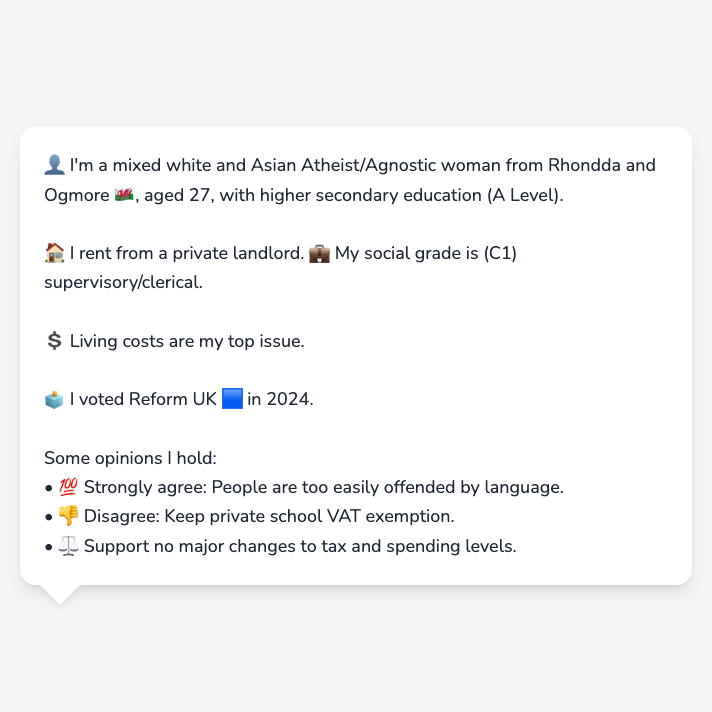 👤 I'm a mixed white and Asian Atheist/Agnostic woman from Rhondda and
Ogmore 🏴󠁧󠁢󠁷󠁬󠁳󠁿, aged 27, with higher secondary education (A Level).
🏠 I rent from a private landlord. 💼 My social grade is (C1)
supervisory/clerical.
💲 Living costs are my top issue.
🗳️ I voted Reform UK 🟦 in 2024.
Some opinions I hold:
• 💯 Strongly agree: People are too easily offended by language.
• 👎 Disagree: Keep private school VAT exemption.
• ⚖️ Support no major changes to tax and spending levels.